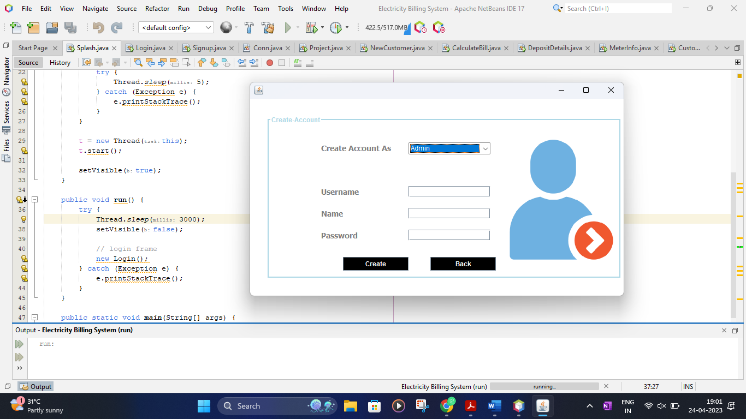 File Edit View Navigate Source Refactor Run Debug Profile Team Tools Window Help Electricity Billing System - Apache NetBeans IDE 17 Search (Ctrl+I)
<default config> 422.5/517.0MB
Start Page Splash.java Login.java Signup.java Conn.java Project.java NewCustomer.java CalculateBill.java DepositDetails.java MeterInfo.java Custo...
Source History
Navigator
Services
Files
22 try {
Thread.sleep(millis: 5);
} catch (Exception e) {
e.printStackTrace();
26 }
27 }
28
29 t = new Thread(task: this);
t.start();
31
32 setVisible(b: true);
33 }
34
public void run() {
36 try {
Thread.sleep(millis: 3000);
38 setVisible(b: false);
39
40 // login frame
new Login();
} catch (Exception e) {
e.printStackTrace();
44 }
45 }
46
47 public static void main(String[] args) {
Create Account
Create Account As Admin
Username
Name
Password
Create Back
Output - Electricity Billing System (run)
run:
Output Electricity Billing System (run) running... 37:27 INS
31°C
Partly sunny
Search
ENG
IN
19:01
24-04-2023